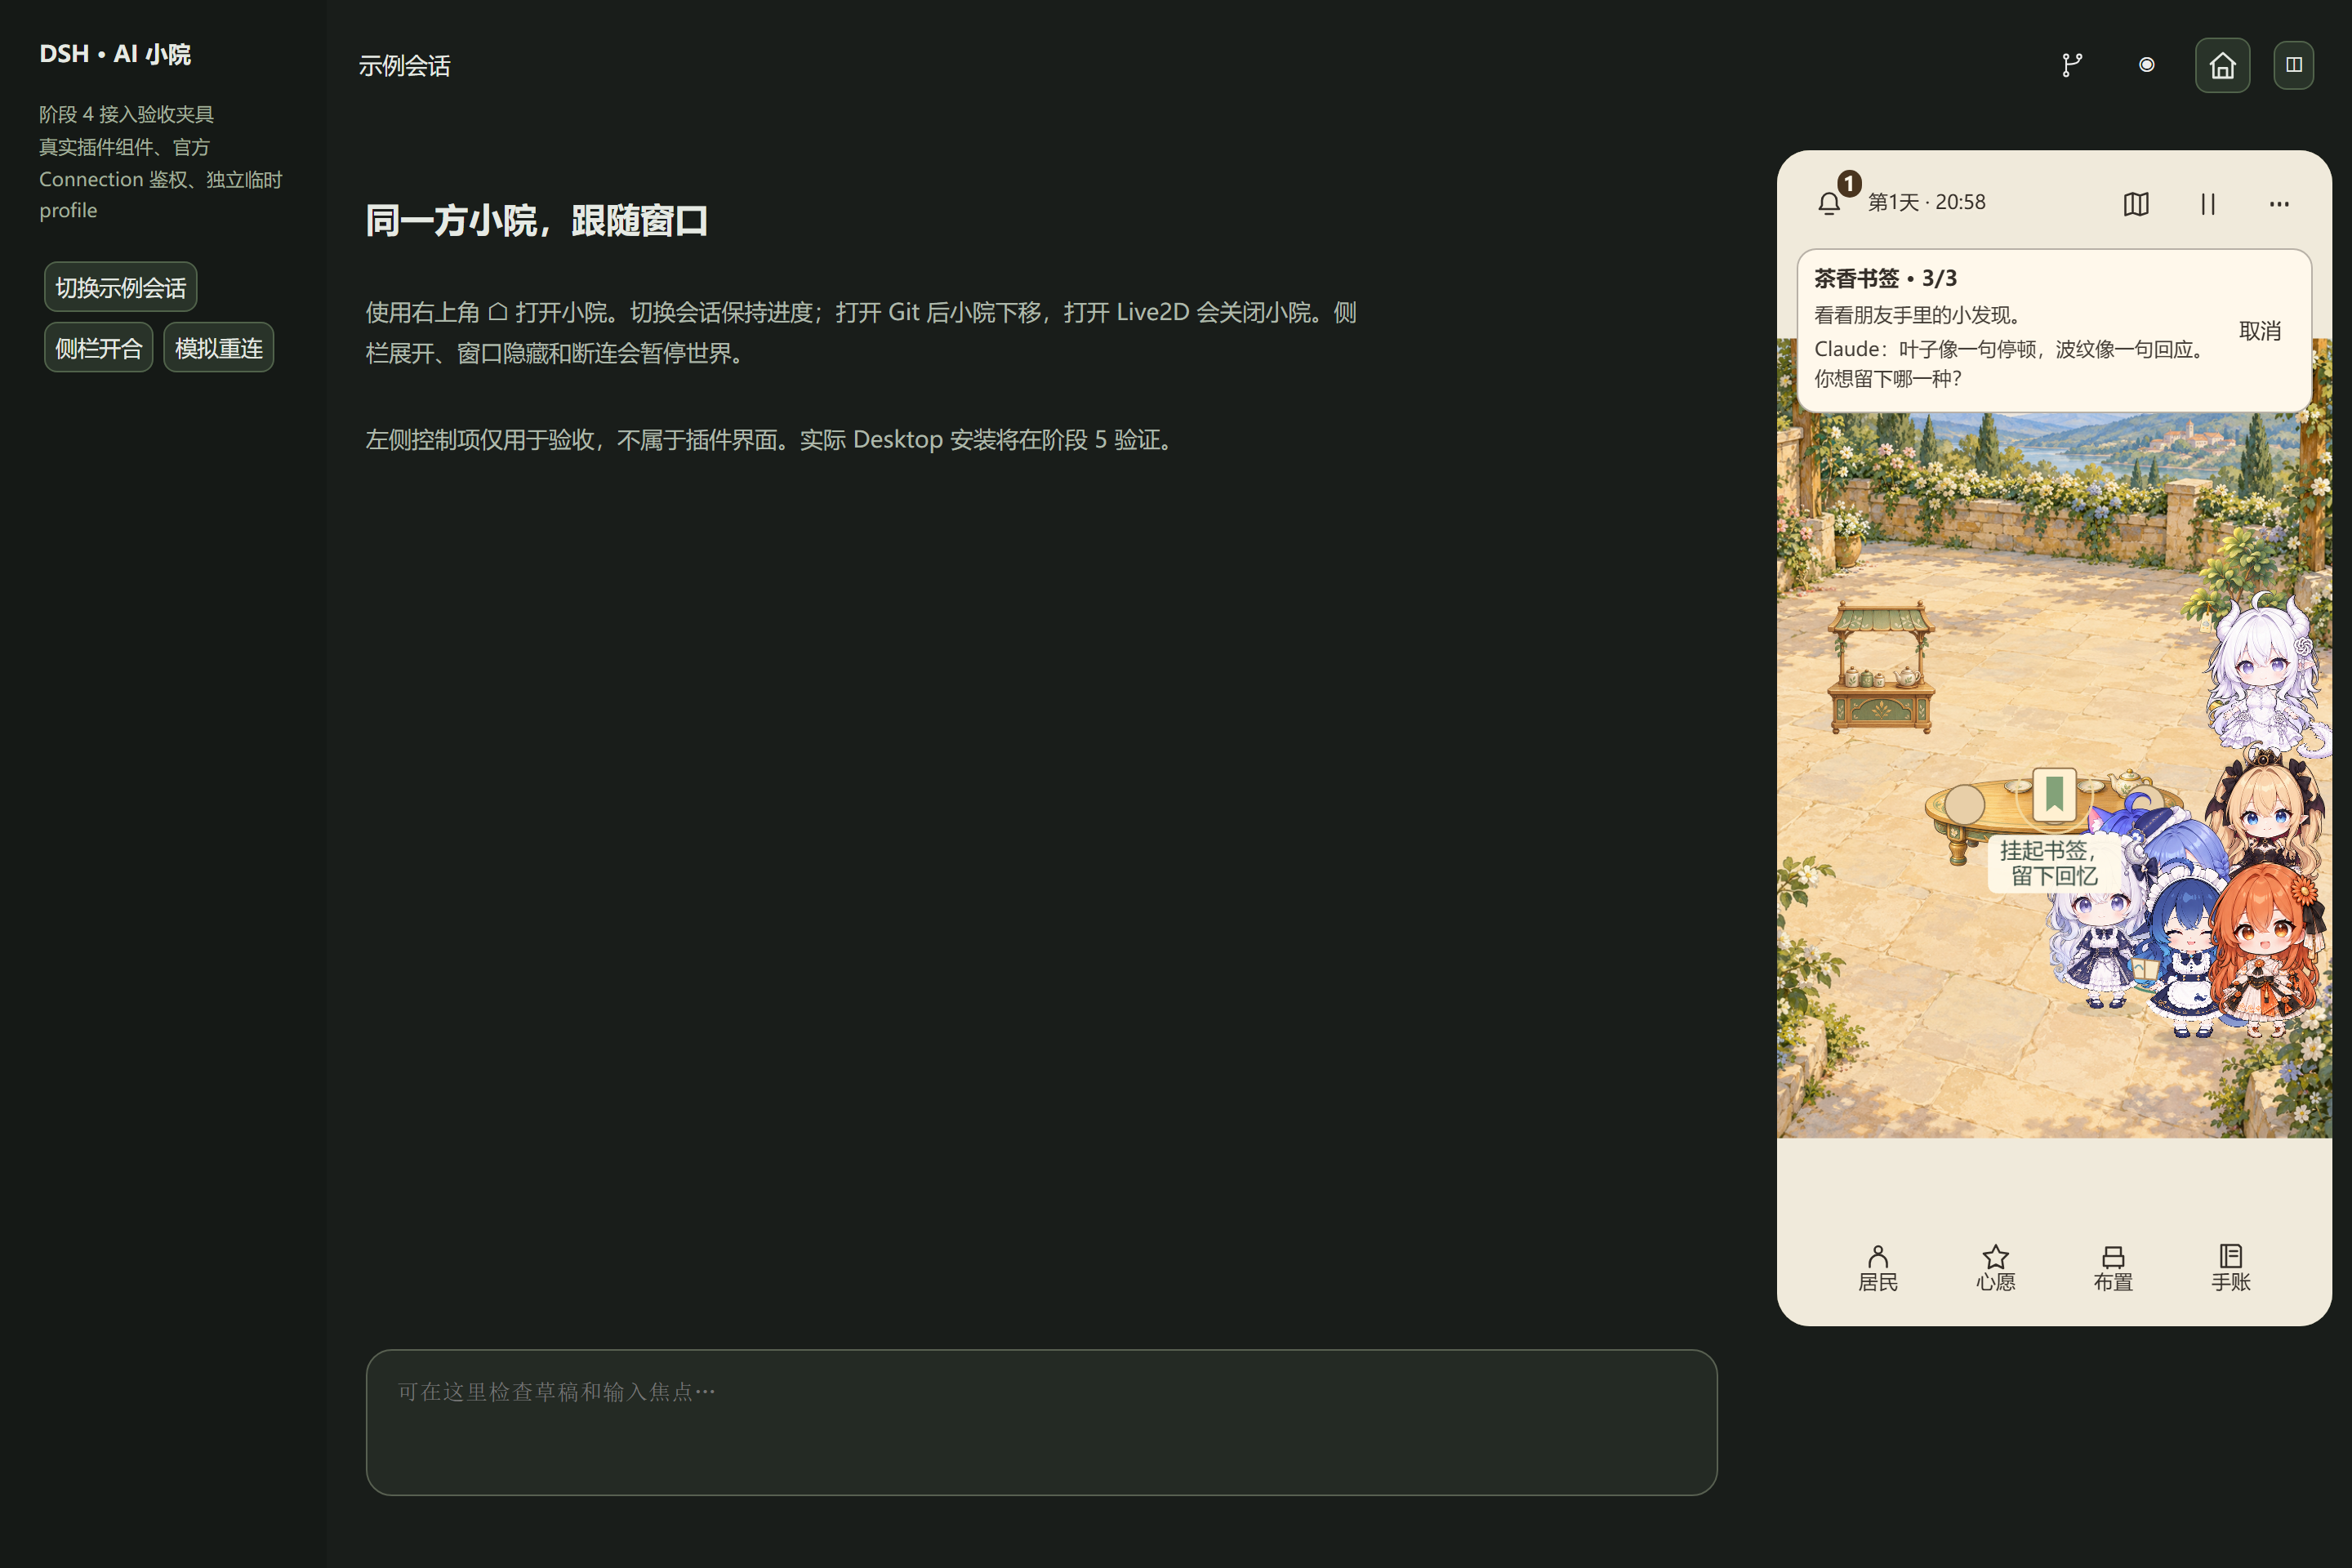 DSH • AI 小院
阶段 4 接入验收夹具
真实插件组件、官方
Connection 鉴权、独立临时
profile
切换示例会话
侧栏开合
模拟重连
示例会话
同一方小院，跟随窗口
使用右上角 ⌂ 打开小院。切换会话保持进度；打开 Git 后小院下移，打开 Live2D 会关闭小院。侧
栏展开、窗口隐藏和断连会暂停世界。
左侧控制项仅用于验收，不属于插件界面。实际 Desktop 安装将在阶段 5 验证。
可在这里检查草稿和输入焦点…
1
第1天 · 20:58
茶香书签 • 3/3
看看朋友手里的小发现。
Claude：叶子像一句停顿，波纹像一句回应。
你想留下哪一种？
取消
挂起书签，
留下回忆
居民
心愿
布置
手账